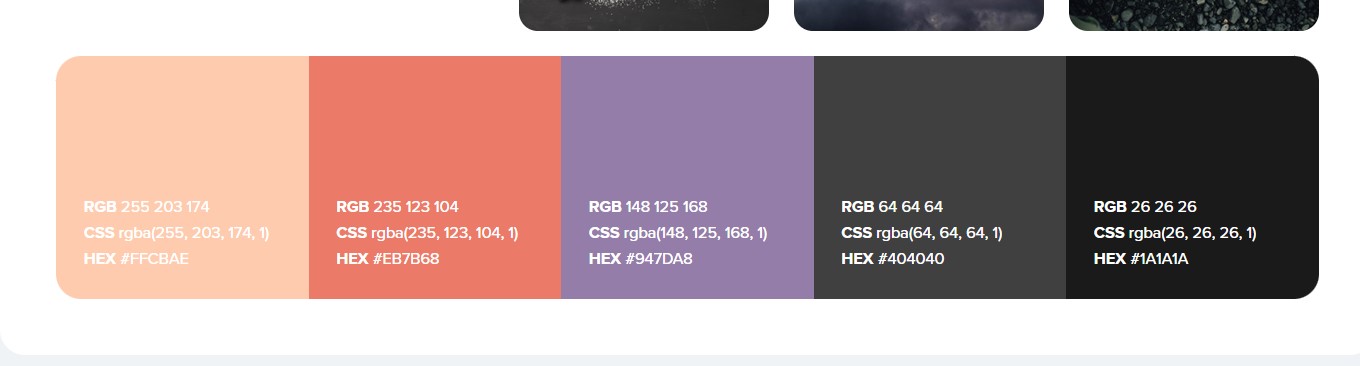 RGB 255 203 174
CSS rgba(255, 203, 174, 1)
HEX #FFCBAE
RGB 235 123 104
CSS rgba(235, 123, 104, 1)
HEX #EB7B68
RGB 148 125 168
CSS rgba(148, 125, 168, 1)
HEX #947DA8
RGB 64 64 64
CSS rgba(64, 64, 64, 1)
HEX #404040
RGB 26 26 26
CSS rgba(26, 26, 26, 1)
HEX #1A1A1A